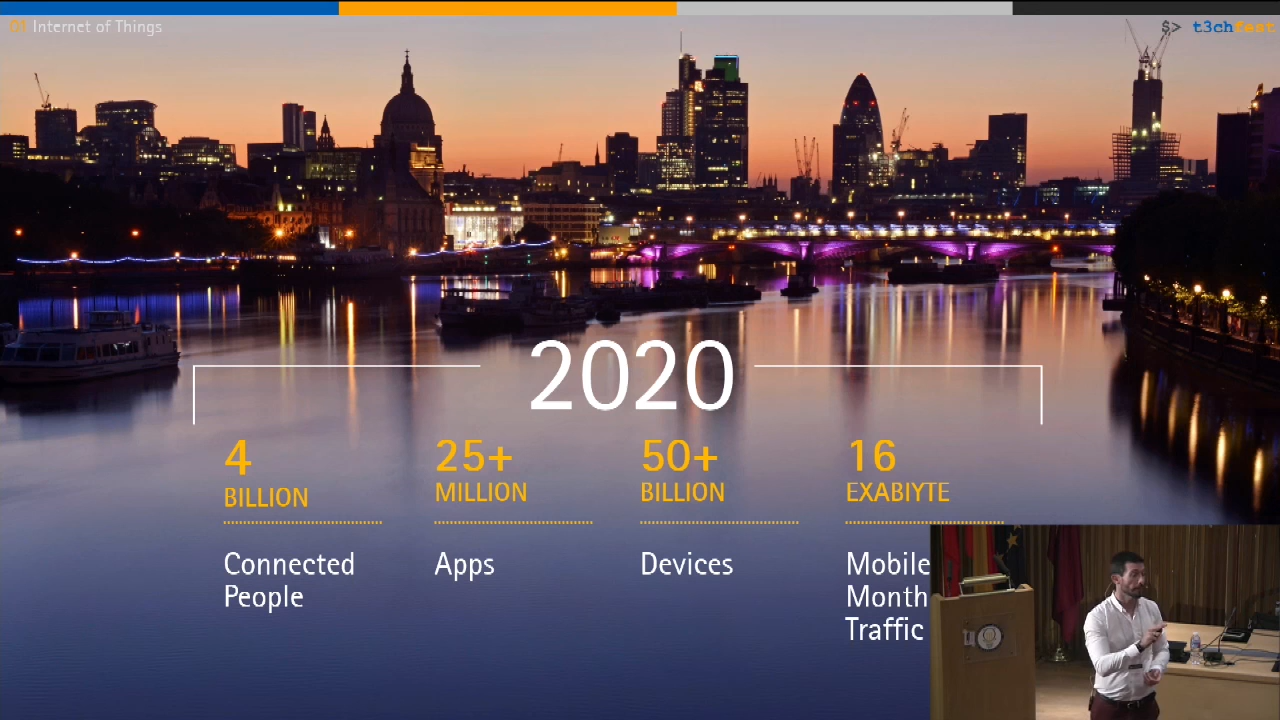 01 Internet of Things
$> t3chfest
2020
4
BILLION
Connected
People
25+
MILLION
Apps
50+
BILLION
Devices
16
EXABIYTE
Mobile
Month
Traffic